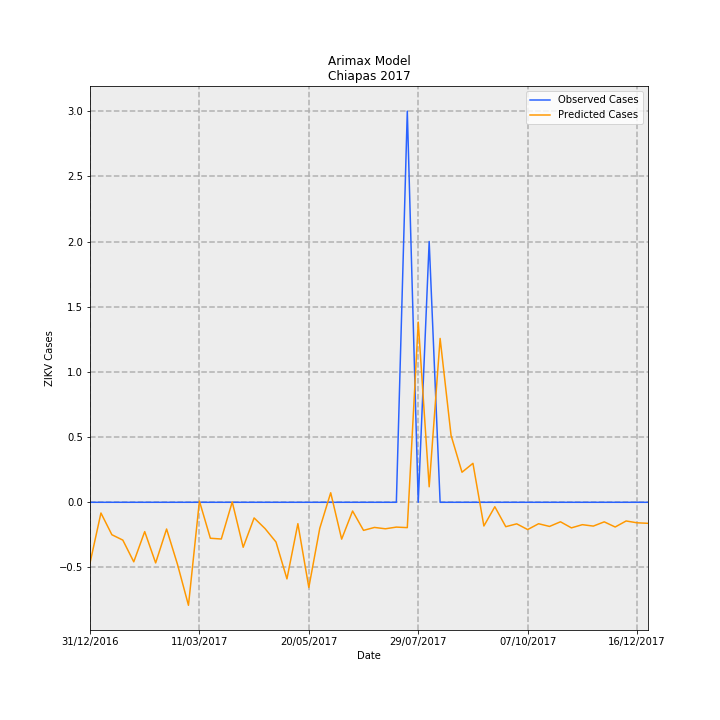 Arimax Model
Chiapas 2017
Observed Cases
Predicted Cases
3.0
2.5
2.0
1.5
1.0
0.5
0.0
−0.5
ZIKV Cases
31/12/2016 11/03/2017 20/05/2017 29/07/2017 07/10/2017 16/12/2017
Date